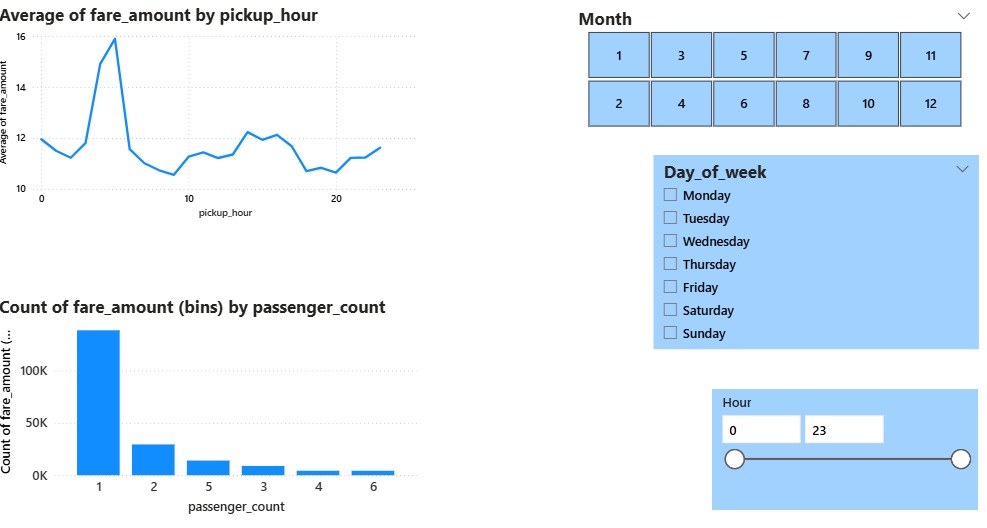 Average of fare_amount by pickup_hour
Average of fare_amount
16
14
12
10
0 10 20
pickup_hour
Count of fare_amount (bins) by passenger_count
Count of fare_amount (...
100K
50K
0K
1 2 5 3 4 6
passenger_count
Month
1 3 5 7 9 11
2 4 6 8 10 12
Day_of_week
Monday
Tuesday
Wednesday
Thursday
Friday
Saturday
Sunday
Hour
0 23